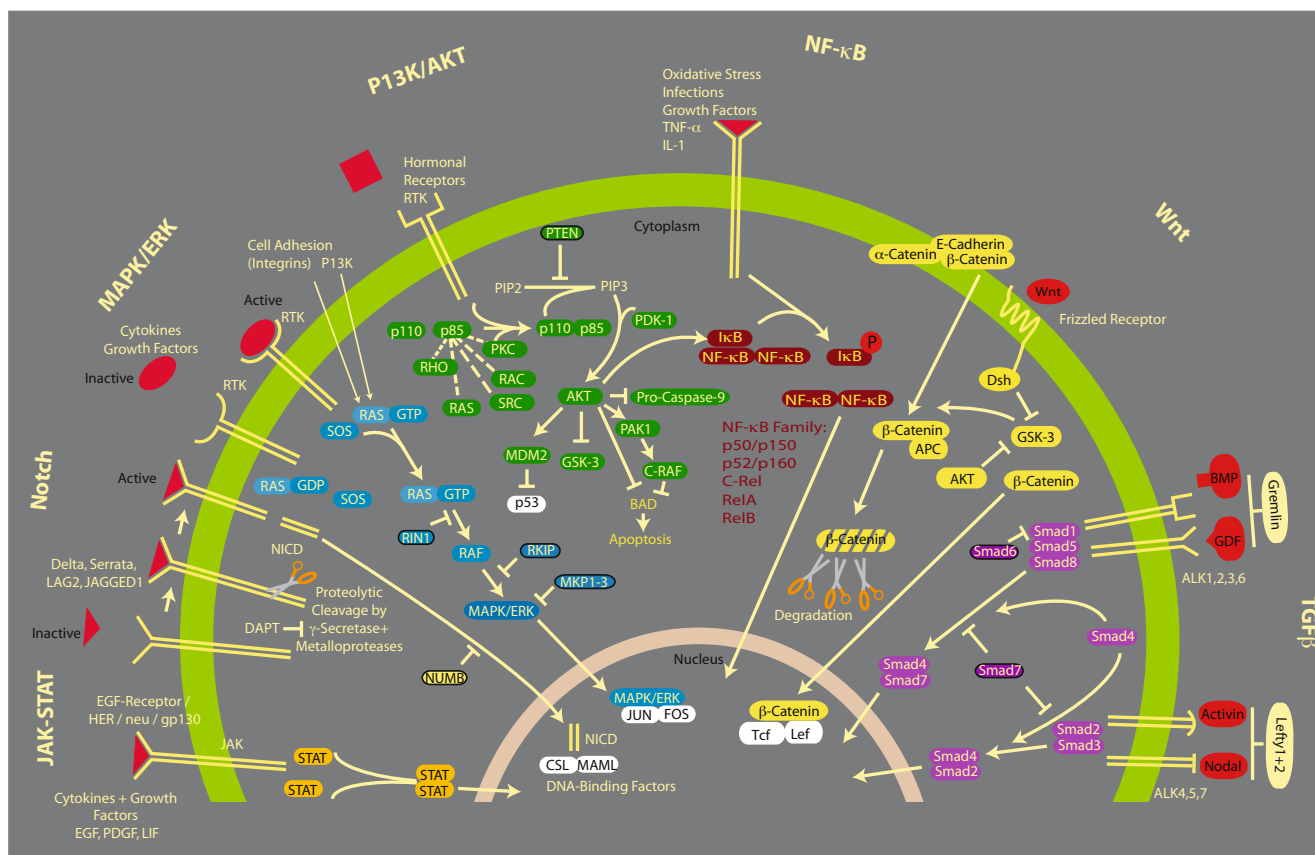 NF-κB
P13K/AKT
Wnt
MAPK/ERK
Notch
JAK-STAT
TGFβ
Oxidative Stress
Infections
Growth Factors
TNF-α
IL-1
Hormonal
Receptors
RTK
Cytoplasm
PTEN
PIP2
PIP3
PDK-1
p110
p85
p110
p85
PKC
RHO
RAC
RAS
SRC
AKT
Pro-Caspase-9
PAK1
MDM2
GSK-3
C-RAF
p53
BAD
Apoptosis
IκB
NF-κB
NF-κB
P
IκB
NF-κB
NF-κB
NF-κB Family:
p50/p150
p52/p160
C-Rel
RelA
RelB
E-Cadherin
α-Catenin
β-Catenin
Wnt
Frizzled Receptor
Dsh
β-Catenin
APC
GSK-3
AKT
β-Catenin
β-Catenin
Degradation
Cell Adhesion
(Integrins)
P13K
Active
RTK
Cytokines
Growth Factors
Inactive
RTK
RAS
GTP
SOS
RAS
GDP
SOS
RAS
GTP
RIN1
RAF
RKIP
MKP1-3
MAPK/ERK
Active
NICD
Delta, Serrata,
LAG2, JAGGED1
Proteolytic
Cleavage by
γ-Secretase+
Metalloproteases
DAPT
Inactive
NUMB
EGF-Receptor /
HER / neu / gp130
JAK
STAT
STAT
STAT
STAT
Cytokines + Growth
Factors
EGF, PDGF, LIF
Nucleus
MAPK/ERK
JUN
FOS
NICD
CSL
MAML
DNA-Binding Factors
β-Catenin
Tcf
Lef
BMP
GDF
Gremlin
ALK1,2,3,6
Smad1
Smad5
Smad8
Smad6
Smad4
Smad4
Smad7
Smad7
Smad2
Smad3
Smad4
Smad2
Activin
Nodal
Lefty1+2
ALK4,5,7